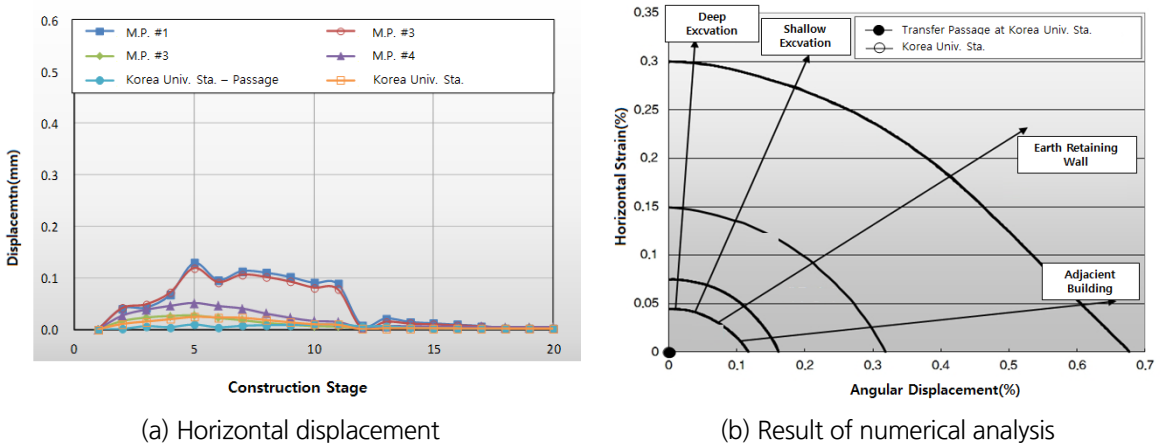 0.6
0.5
0.4
0.3
0.2
0.1
0.0
Displacemtn(mm)
M.P. #1
M.P. #3
M.P. #3
M.P. #4
Korea Univ. Sta. – Passage
Korea Univ. Sta.
0
5
10
15
20
Construction Stage
(a) Horizontal displacement
Deep
Excvation
Shallow
Excvation
Transfer Passage at Korea Univ. Sta.
Korea Univ. Sta.
Earth Retaining
Wall
Adjacent
Building
Horizontal Strain(%)
0,35
0,3
0,25
0,2
0,15
0,1
0,05
0
0
0,1
0,2
0,3
0,4
0,5
0,6
0,7
Angular Displacement(%)
(b) Result of numerical analysis